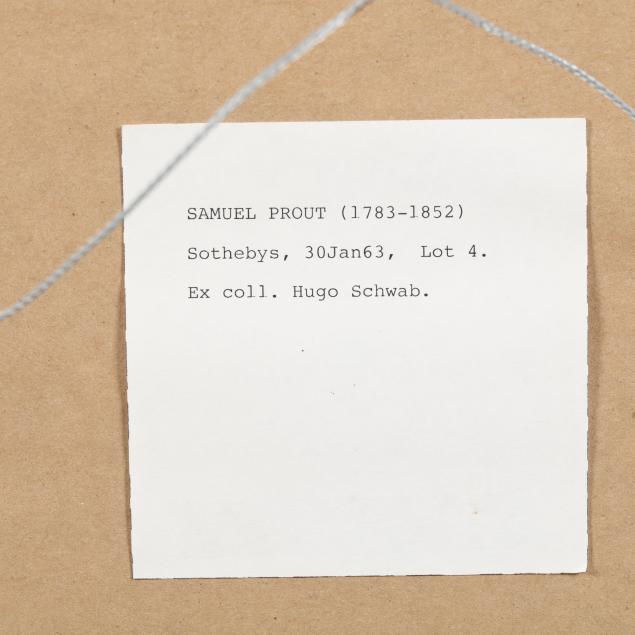 SAMUEL PROUT (1783-1852)
Sothebys, 30Jan63, Lot 4.
Ex coll. Hugo Schwab.